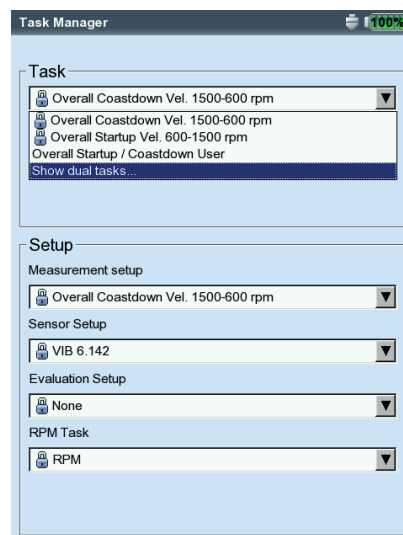 Task Manager
100%
Task
Overall Coastdown Vel. 1500-600 rpm
Overall Coastdown Vel. 1500-600 rpm
Overall Startup Vel. 600-1500 rpm
Overall Startup / Coastdown User
Show dual tasks...
Setup
Measurement setup
Overall Coastdown Vel. 1500-600 rpm
Sensor Setup
VIB 6.142
Evaluation Setup
None
RPM Task
RPM